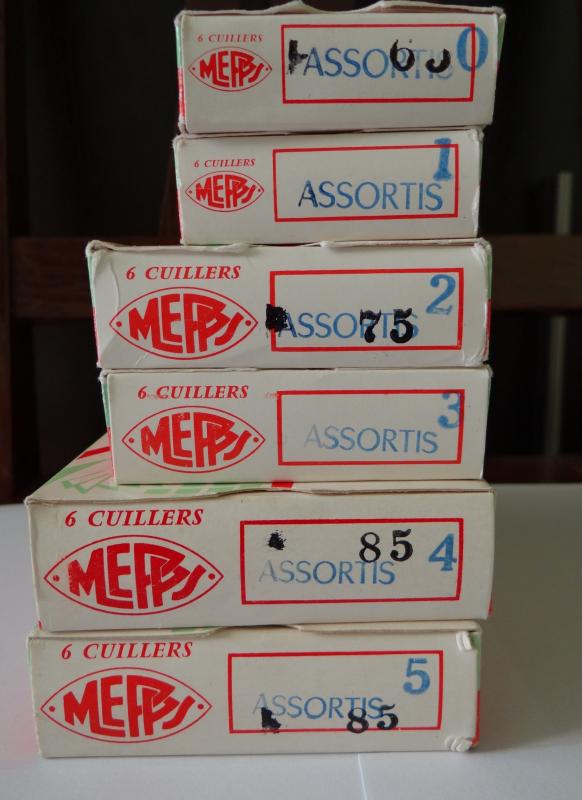 6 CUILLERS
MEPPS
ASSORTIS
0
6 CUILLERS
MEPPS
1
ASSORTIS
6 CUILLERS
MEPPS
2
ASSORTIS 75
6 CUILLERS
MEPPS
3
ASSORTIS
6 CUILLERS
MEPPS
85 4
ASSORTIS
6 CUILLERS
MEPPS
5
ASSORTIS 85